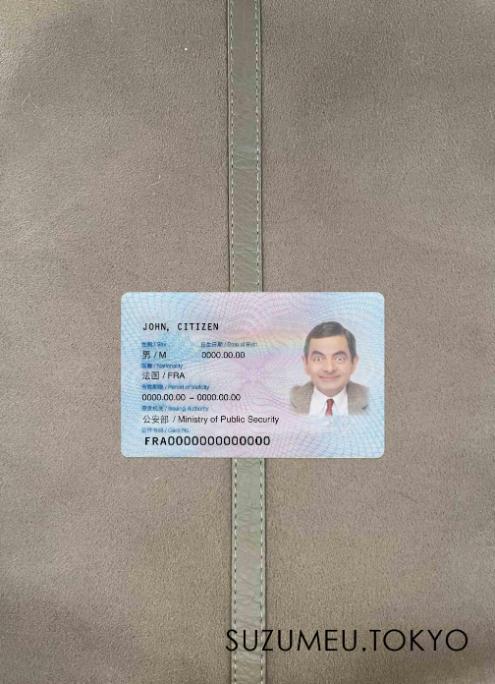 JOHN, CITIZEN
性别 / Sex 出生日期 / Date of Birth
男 / M 0000.00.00
国籍 / Nationality
法国 / FRA
有效期限 / Period of Validity
0000.00.00 – 0000.00.00
签发机关 / Issuing Authority
公安部 / Ministry of Public Security
证件号码 / Card No.
FRA0000000000000
SUZUMEU.TOKYO